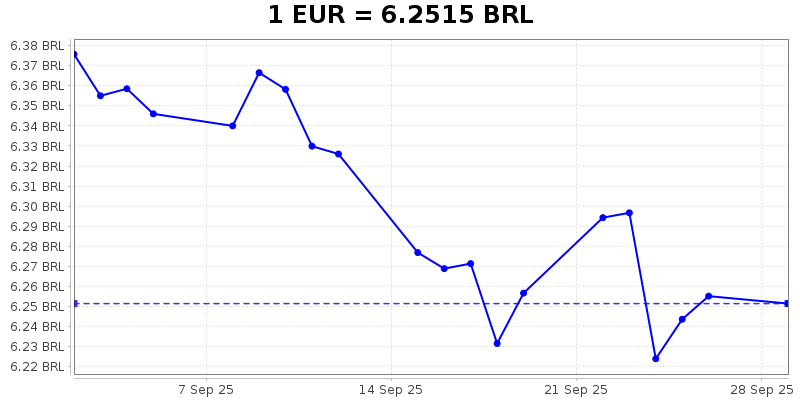 1 EUR = 6.2515 BRL
6.38 BRL
6.37 BRL
6.36 BRL
6.35 BRL
6.34 BRL
6.33 BRL
6.32 BRL
6.31 BRL
6.30 BRL
6.29 BRL
6.28 BRL
6.27 BRL
6.26 BRL
6.25 BRL
6.24 BRL
6.23 BRL
6.22 BRL
7 Sep 25 14 Sep 25 21 Sep 25 28 Sep 25